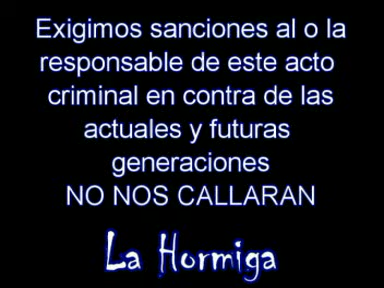 Exigimos sanciones al o la
responsable de este acto
criminal en contra de las
actuales y futuras
generaciones
NO NOS CALLARAN
La Hormiga